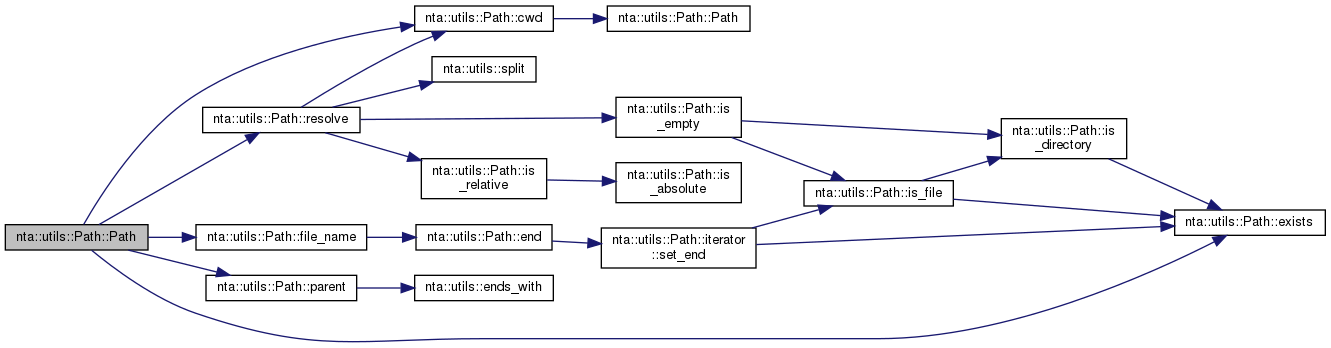 nta::utils::Path::Path
nta::utils::Path::cwd
nta::utils::Path::Path
nta::utils::split
nta::utils::Path::resolve
nta::utils::Path::is
_empty
nta::utils::Path::is
_directory
nta::utils::Path::is
_relative
nta::utils::Path::is
_absolute
nta::utils::Path::is_file
nta::utils::Path::exists
nta::utils::Path::file_name
nta::utils::Path::end
nta::utils::Path::iterator
::set_end
nta::utils::Path::parent
nta::utils::ends_with